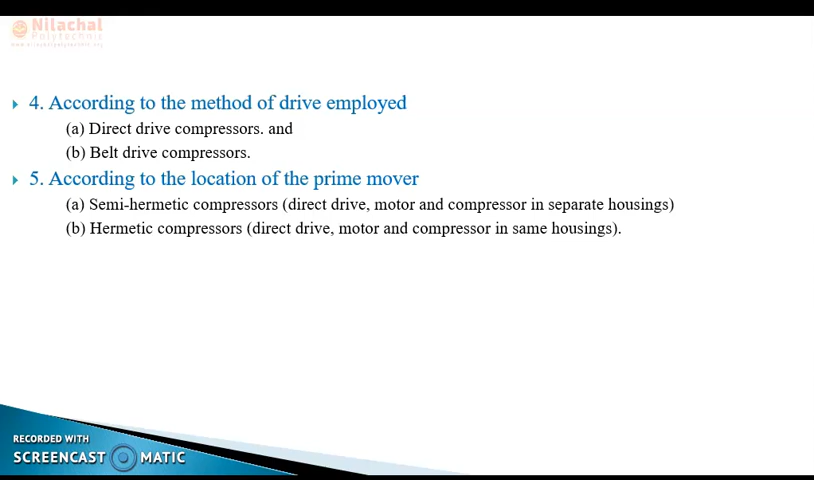 Nilachal
Polytechnic
4. According to the method of drive employed
(a) Direct drive compressors. and
(b) Belt drive compressors.
5. According to the location of the prime mover
(a) Semi-hermetic compressors (direct drive, motor and compressor in separate housings)
(b) Hermetic compressors (direct drive, motor and compressor in same housings).
RECORDED WITH
SCREENCAST MATIC